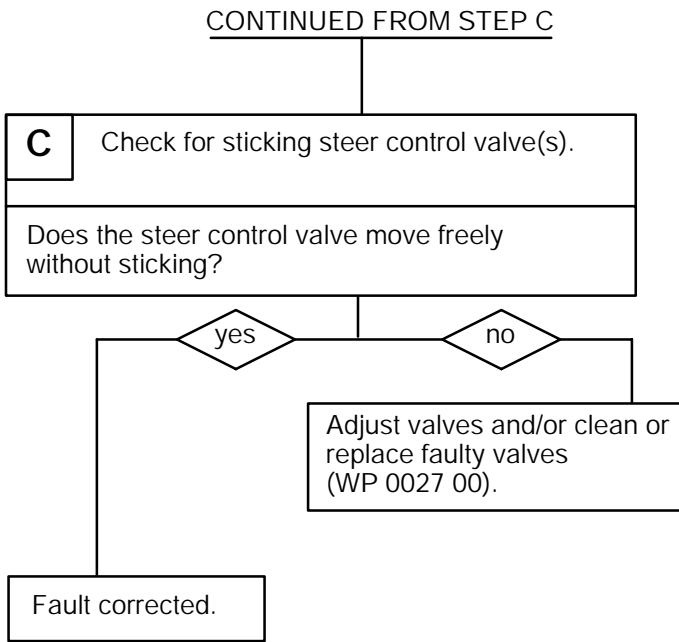 CONTINUED FROM STEP C
C
Check for sticking steer control valve(s).
Does the steer control valve move freely
without sticking?
yes
no
Adjust valves and/or clean or
replace faulty valves
(WP 0027 00).
Fault corrected.